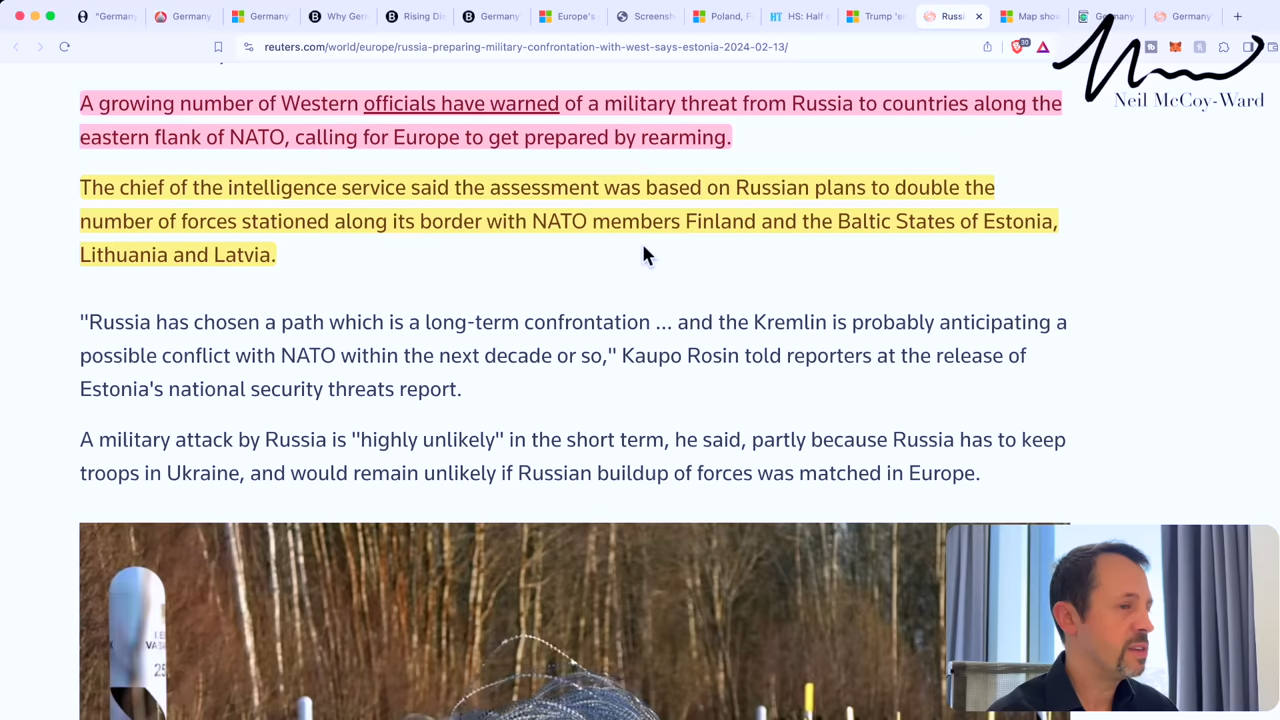 "Germany
Germany
Germany
Why Ger
Rising Dis
Germany
Europe's
Screensh
Poland, F
HS: Half o
Trump 'er
Russi
Map sho
Germany
Germany
reuters.com/world/europe/russia-preparing-military-confrontation-with-west-says-estonia-2024-02-13/
30
Neil McCoy-Ward
A growing number of Western officials have warned of a military threat from Russia to countries along the
eastern flank of NATO, calling for Europe to get prepared by rearming.
The chief of the intelligence service said the assessment was based on Russian plans to double the
number of forces stationed along its border with NATO members Finland and the Baltic States of Estonia,
Lithuania and Latvia.
"Russia has chosen a path which is a long-term confrontation ... and the Kremlin is probably anticipating a
possible conflict with NATO within the next decade or so," Kaupo Rosin told reporters at the release of
Estonia's national security threats report.
A military attack by Russia is "highly unlikely" in the short term, he said, partly because Russia has to keep
troops in Ukraine, and would remain unlikely if Russian buildup of forces was matched in Europe.